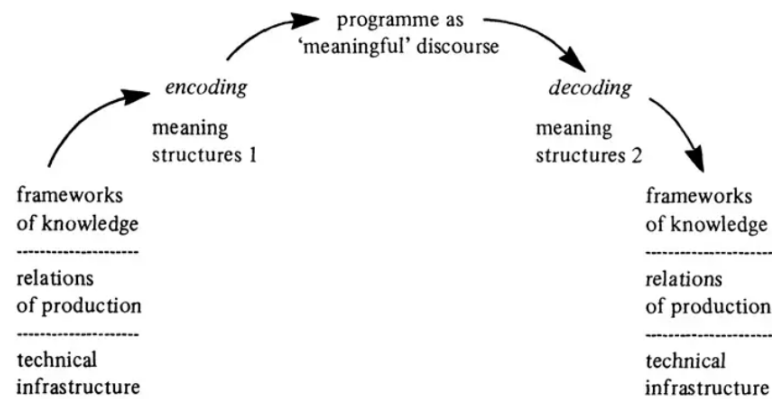 programme as
'meaningful' discourse
encoding
meaning
structures 1
decoding
meaning
structures 2
frameworks
of knowledge
relations
of production
technical
infrastructure
frameworks
of knowledge
relations
of production
technical
infrastructure